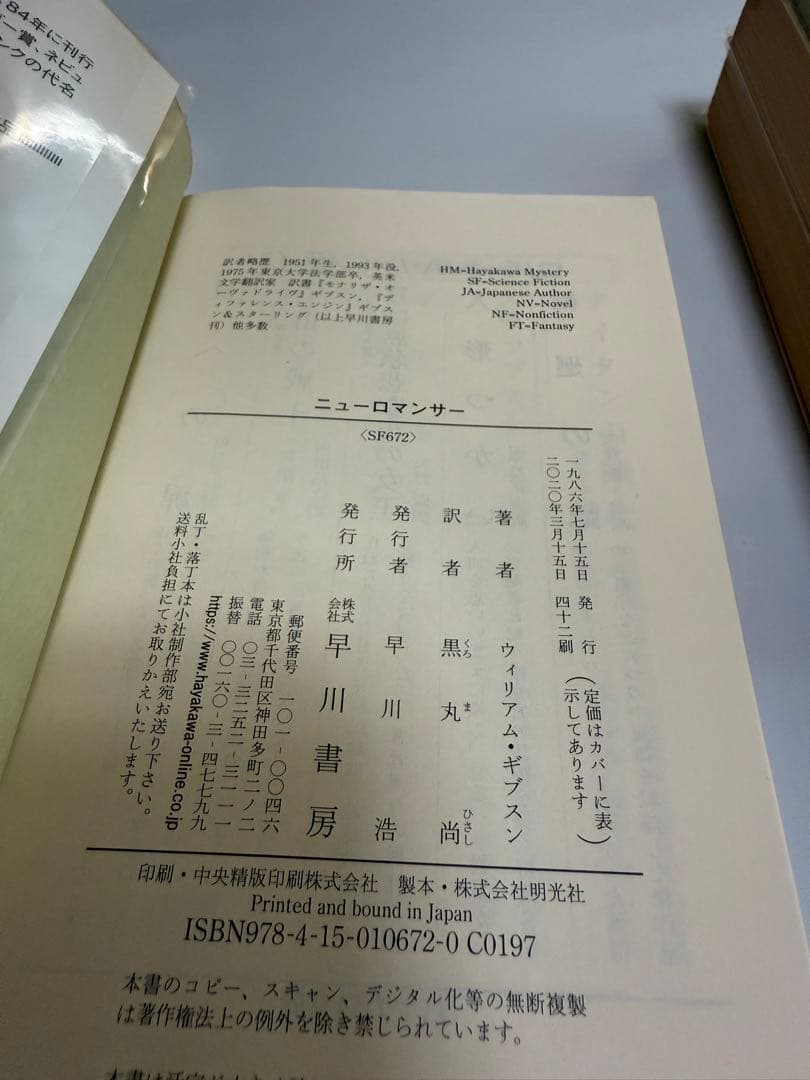 84年に刊行
ー賞、ネビュ
ンクの代名
訳者略歴 1951年生、1993年没、
1975年東京大学法学部卒、英米
文学翻訳家 訳書『モナリザ・オ
ーヴァドライヴ』ギブスン、『デ
ィファレンス・エンジン』ギブス
ン&スターリング(以上早川書房
刊)他多数
HM=Hayakawa Mystery
SF=Science Fiction
JA=Japanese Author
NV=Novel
NF=Nonfiction
FT=Fantasy
ニューロマンサー
〈SF672〉
一九八六年七月十五日 発行
二〇二〇年三月十五日 四十二刷
(定価はカバーに表
示してあります)
著者 ウィリアム・ギブスン
訳者 黒丸尚
くろ ま ひさし
発行者 早川浩
発行所 株式会社 早川書房
郵便番号 一〇一-〇〇四六
東京都千代田区神田多町二ノ二
電話 〇三-三二五二-三一一一
振替 〇〇一六〇-三-四七七九九
https://www.hayakawa-online.co.jp
乱丁・落丁本は小社制作部宛お送り下さい。
送料小社負担にてお取りかえいたします。
印刷・中央精版印刷株式会社 製本・株式会社明光社
Printed and bound in Japan
ISBN978-4-15-010672-0 C0197
本書のコピー、スキャン、デジタル化等の無断複製
は著作権法上の例外を除き禁じられています。